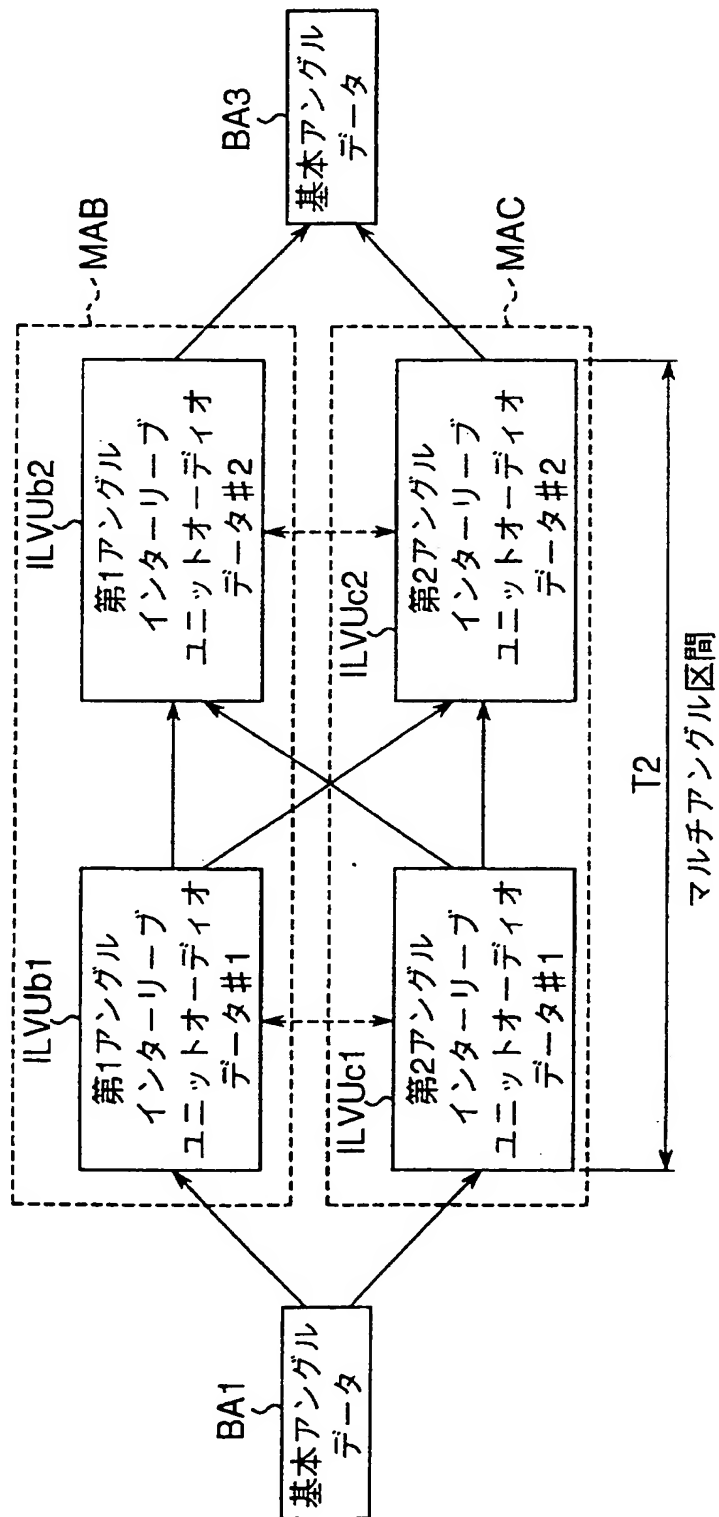 BA1
基本アングル
データ
MAB
ILVUb1
第1アングル
インターリーブ
ユニットオーディオ
データ#1
ILVUb2
第1アングル
インターリーブ
ユニットオーディオ
データ#2
MAC
ILVUc1
第2アングル
インターリーブ
ユニットオーディオ
データ#1
ILVUc2
第2アングル
インターリーブ
ユニットオーディオ
データ#2
BA3
基本アングル
データ
T2
マルチアングル区間